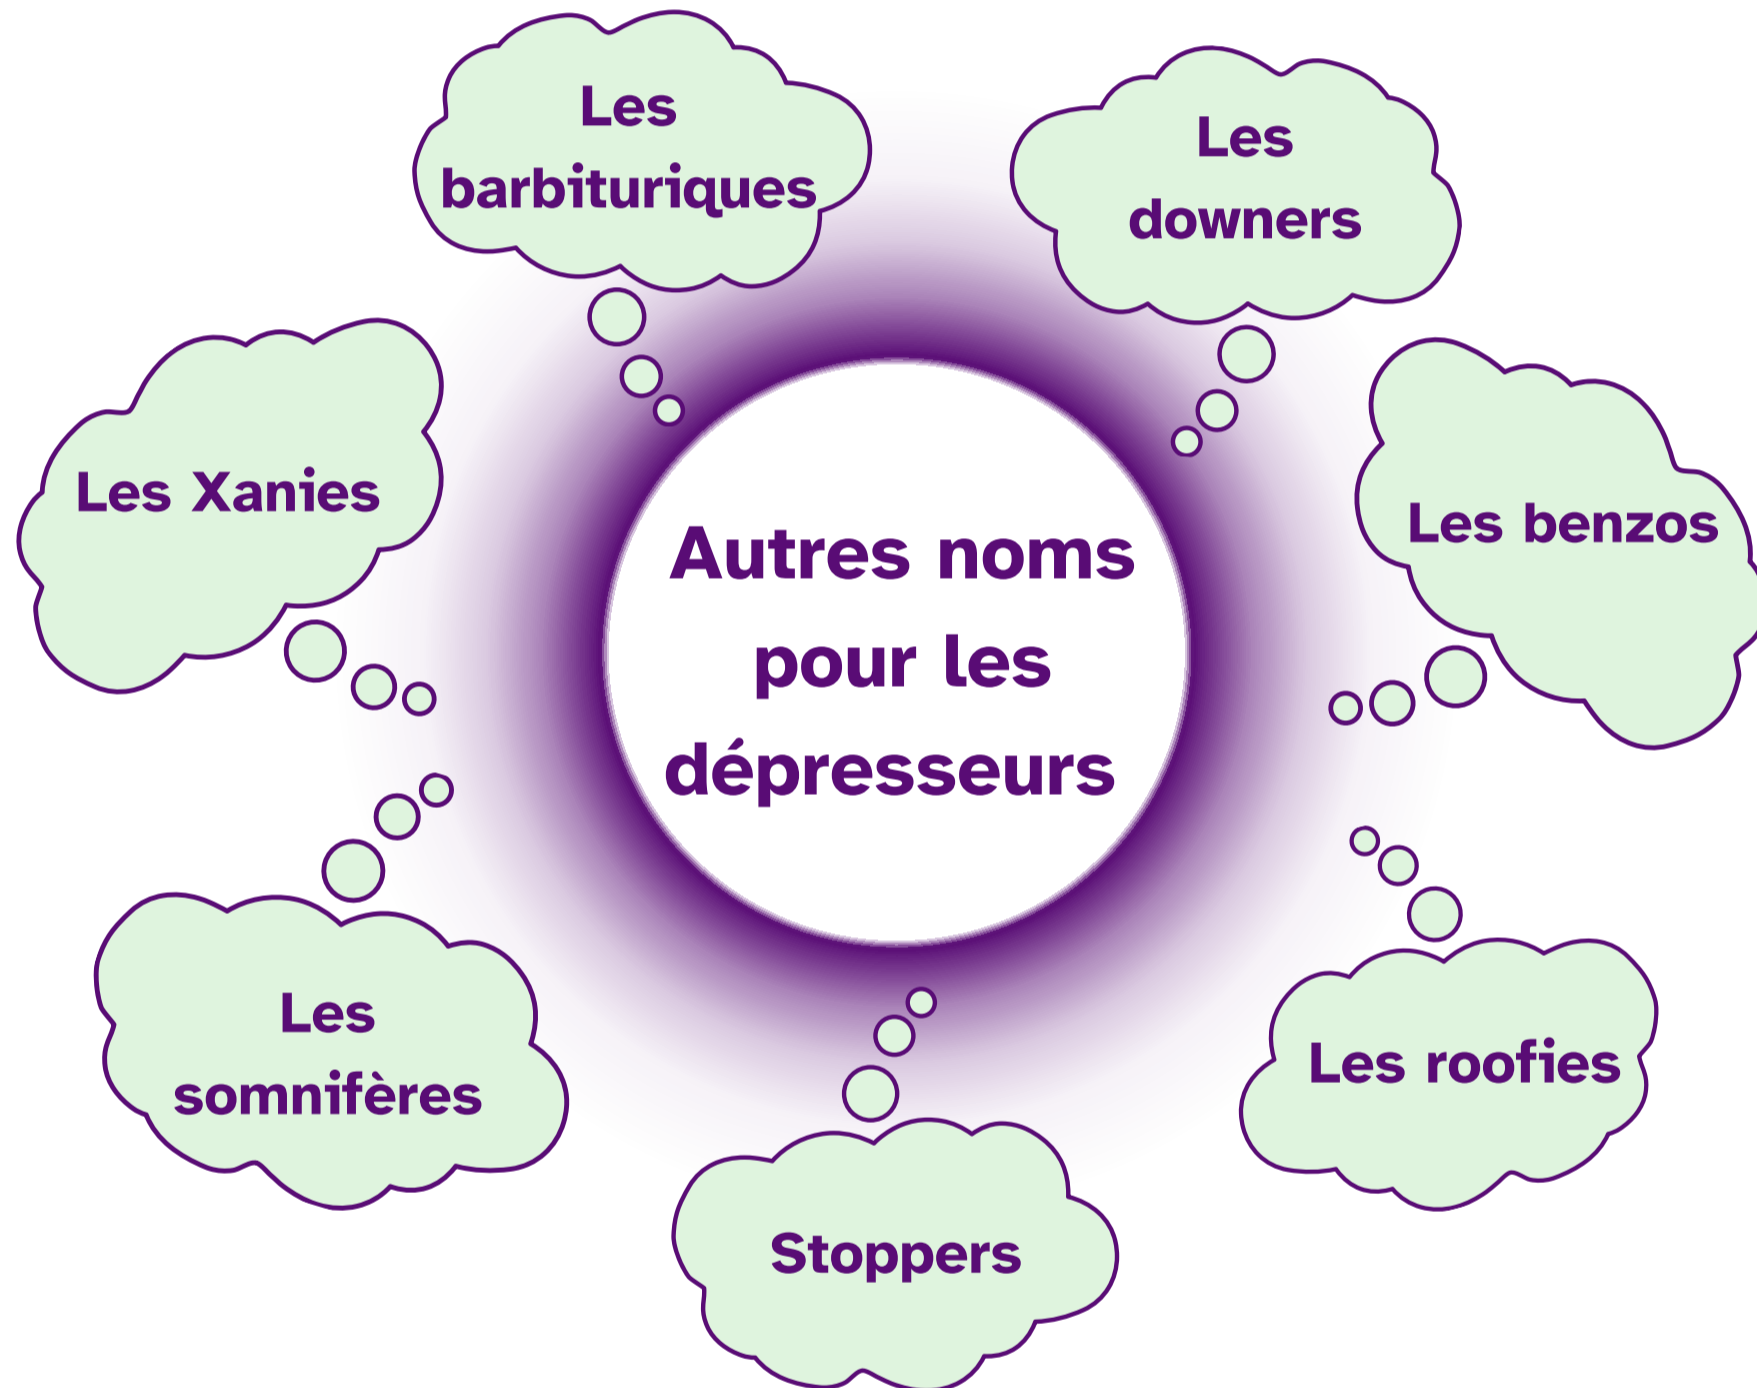 Les
barbituriques
Les
downers
Les Xanies
Les benzos
Autres noms
pour les
dépresseurs
Les
somnifères
Les roofies
Stoppers